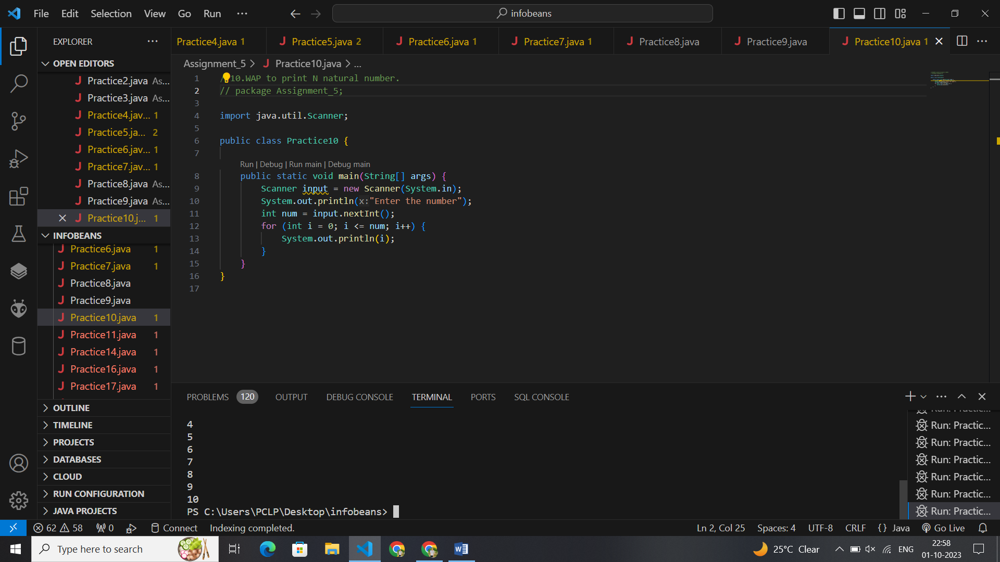 File Edit Selection View Go Run ···
infobeans
EXPLORER ···
Practice4.java 1
Practice5.java 2
Practice6.java 1
Practice7.java 1
Practice8.java
Practice9.java
Practice10.java 1
OPEN EDITORS
Practice2.java As...
Practice3.java As...
Practice4.jav... 1
Practice5.ja... 2
Practice6.jav... 1
Practice7.jav... 1
Practice8.java As...
Practice9.java As...
Practice10.j... 1
INFOBEANS
Practice6.java 1
Practice7.java 1
Practice8.java
Practice9.java
Practice10.java 1
Practice11.java 1
Practice14.java 1
Practice16.java 1
Practice17.java 1
OUTLINE
TIMELINE
PROJECTS
DATABASES
CLOUD
RUN CONFIGURATION
JAVA PROJECTS
Assignment_5 > Practice10.java > ...
1 /10.WAP to print N natural number.
2 // package Assignment_5;
3
4 import java.util.Scanner;
5
6 public class Practice10 {
7
Run | Debug | Run main | Debug main
8 public static void main(String[] args) {
9 Scanner input = new Scanner(System.in);
10 System.out.println(x:"Enter the number");
11 int num = input.nextInt();
12 for (int i = 0; i <= num; i++) {
13 System.out.println(i);
14 }
15 }
16 }
17
PROBLEMS 120 OUTPUT DEBUG CONSOLE TERMINAL PORTS SQL CONSOLE
4
5
6
7
8
9
10
PS C:\Users\PCLP\Desktop\infobeans>
Run: Practic...
Run: Practic...
Run: Practic...
Run: Practic...
Run: Practic...
Run: Practic...
62 58 0 Connect Indexing completed.
Ln 2, Col 25 Spaces: 4 UTF-8 CRLF {} Java Go Live
Type here to search
25°C Clear ENG
22:58
01-10-2023